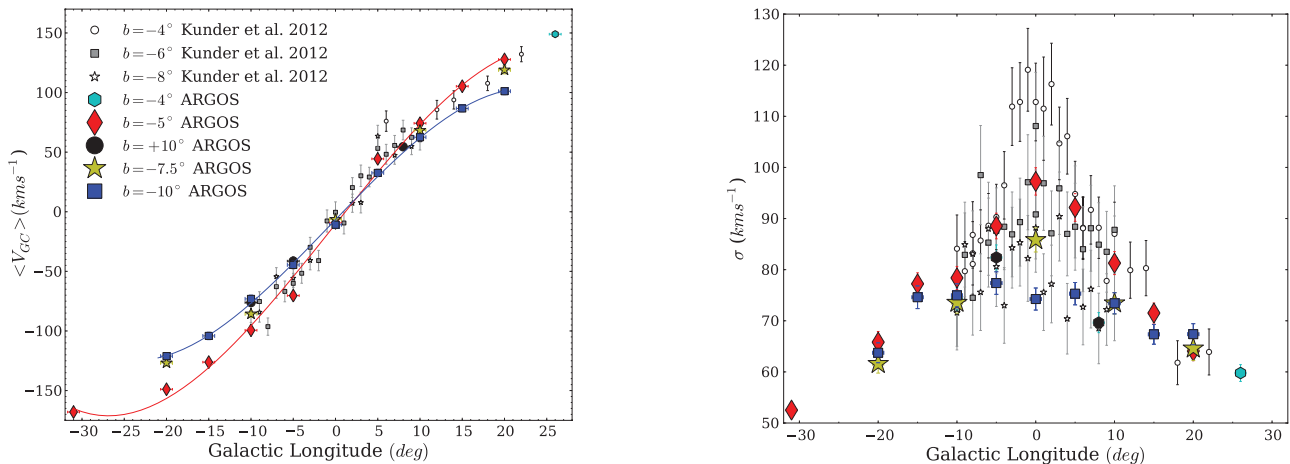 150
100
50
0
−50
−100
−150
<V_GC>(kms^−1)
b=−4° Kunder et al. 2012
b=−6° Kunder et al. 2012
b=−8° Kunder et al. 2012
b=−4° ARGOS
b=−5° ARGOS
b=+10° ARGOS
b=−7.5° ARGOS
b=−10° ARGOS
−30 −25 −20 −15 −10 −5 0 5 10 15 20 25
Galactic Longitude (deg)
130
120
110
100
90
80
70
60
50
σ (kms^−1)
−30 −20 −10 0 10 20 30
Galactic Longitude (deg)